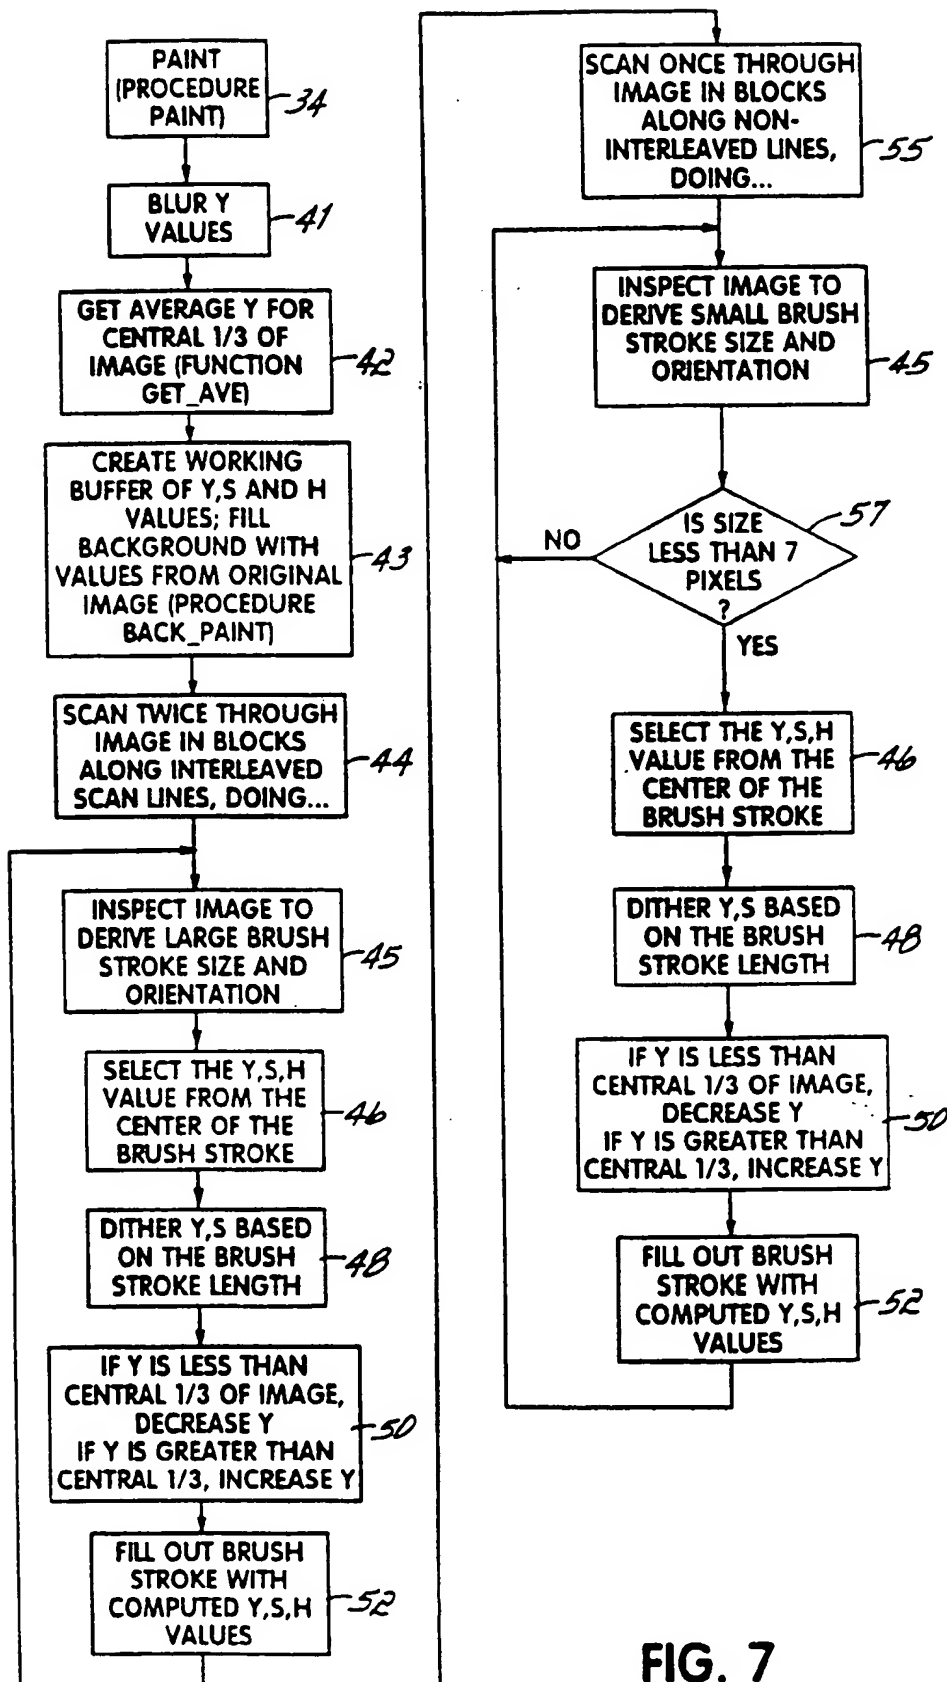 PAINT
(PROCEDURE
PAINT)
34
BLUR Y
VALUES
41
GET AVERAGE Y FOR
CENTRAL 1/3 OF
IMAGE (FUNCTION
GET_AVE)
42
CREATE WORKING
BUFFER OF Y,S AND H
VALUES; FILL
BACKGROUND WITH
VALUES FROM ORIGINAL
IMAGE (PROCEDURE
BACK_PAINT)
43
SCAN TWICE THROUGH
IMAGE IN BLOCKS
ALONG INTERLEAVED
SCAN LINES, DOING...
44
INSPECT IMAGE TO
DERIVE LARGE BRUSH
STROKE SIZE AND
ORIENTATION
45
SELECT THE Y,S,H
VALUE FROM THE
CENTER OF THE
BRUSH STROKE
46
DITHER Y,S BASED
ON THE BRUSH
STROKE LENGTH
48
IF Y IS LESS THAN
CENTRAL 1/3 OF IMAGE,
DECREASE Y
IF Y IS GREATER THAN
CENTRAL 1/3, INCREASE Y
50
FILL OUT BRUSH
STROKE WITH
COMPUTED Y,S,H
VALUES
52
SCAN ONCE THROUGH
IMAGE IN BLOCKS
ALONG NON-
INTERLEAVED LINES,
DOING...
55
INSPECT IMAGE TO
DERIVE SMALL BRUSH
STROKE SIZE AND
ORIENTATION
45
IS SIZE
LESS THAN 7
PIXELS
?
57
NO
YES
SELECT THE Y,S,H
VALUE FROM THE
CENTER OF THE
BRUSH STROKE
46
DITHER Y,S BASED
ON THE BRUSH
STROKE LENGTH
48
IF Y IS LESS THAN
CENTRAL 1/3 OF IMAGE,
DECREASE Y
IF Y IS GREATER THAN
CENTRAL 1/3, INCREASE Y
50
FILL OUT BRUSH
STROKE WITH
COMPUTED Y,S,H
VALUES
52
FIG. 7